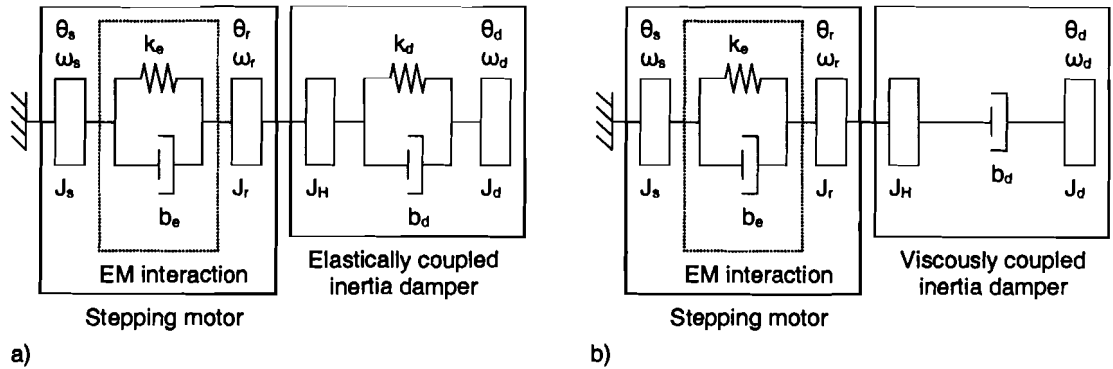 θs θr θd
ωs ke ωr kd ωd
Js Jr JH Jd
be bd
EM interaction
Stepping motor
Elastically coupled
inertia damper
a)
θs θr θd
ωs ke ωr ωd
Js Jr JH bd Jd
be
EM interaction
Stepping motor
Viscously coupled
inertia damper
b)